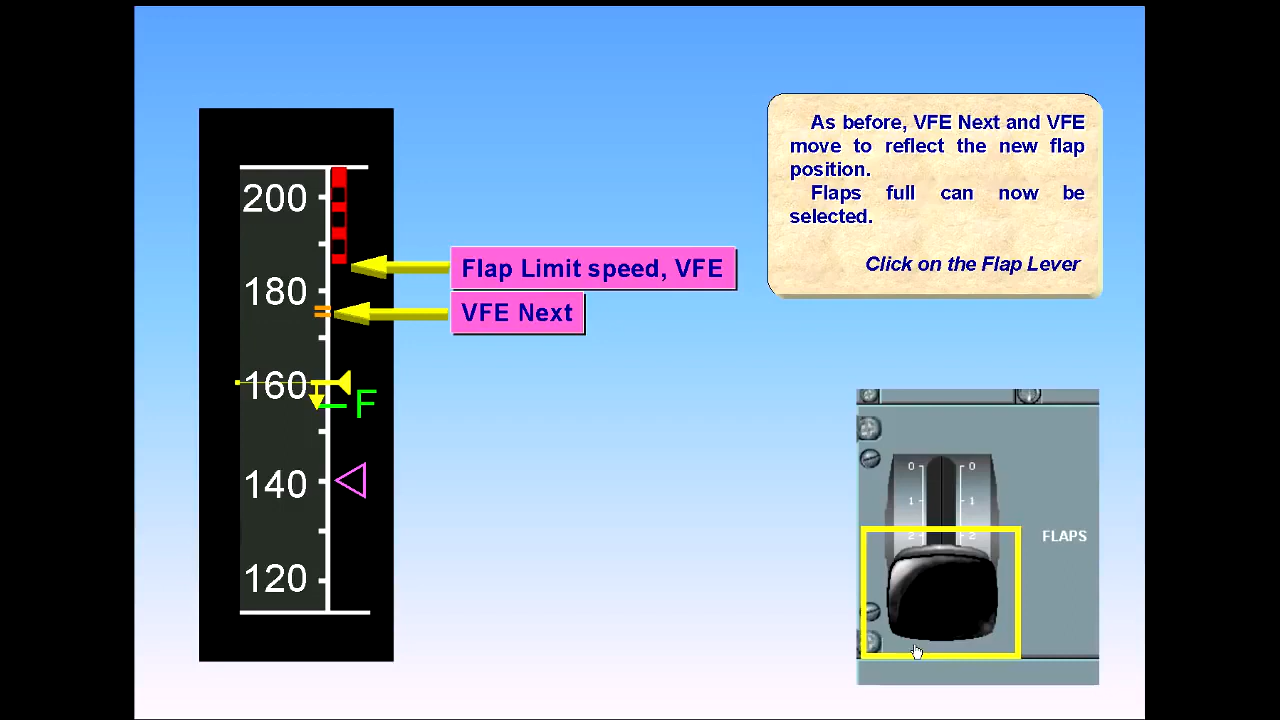 As before, VFE Next and VFE
move to reflect the new flap
position.
Flaps full can now be
selected.
Click on the Flap Lever
200
180
160
140
120
F
Flap Limit speed, VFE
VFE Next
0 0
1 1
2 2
FLAPS